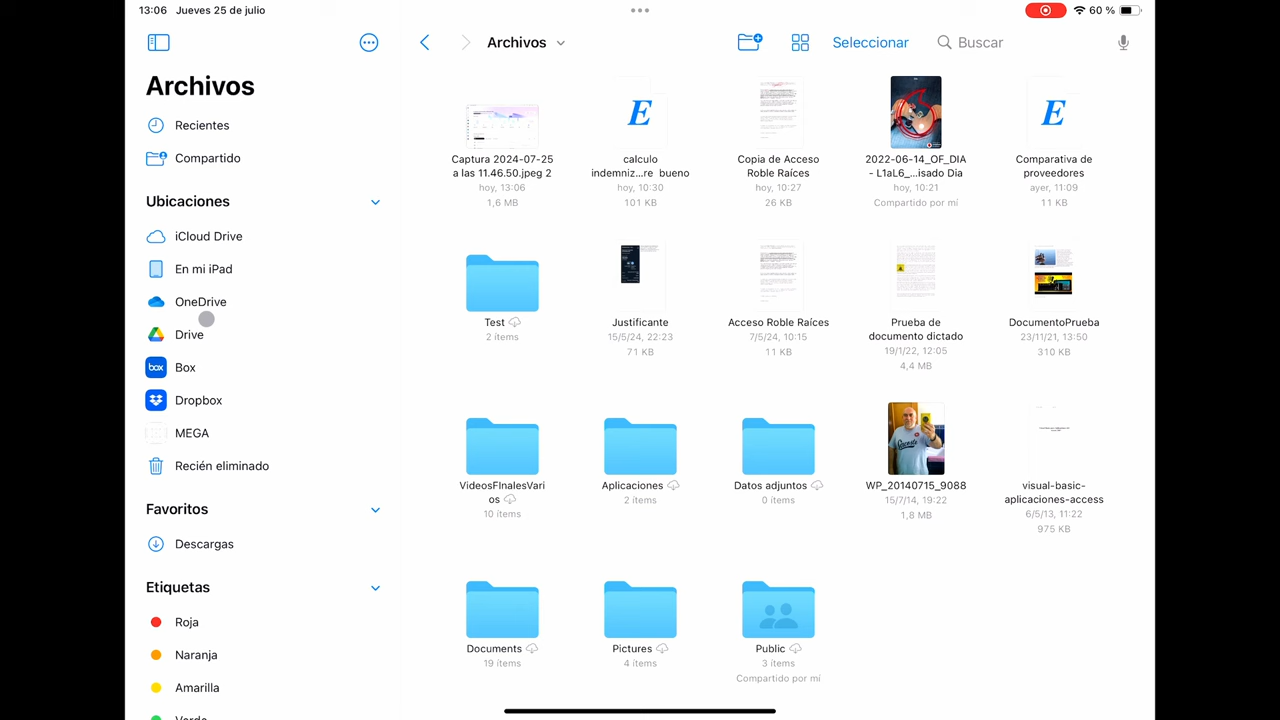 13:06 Jueves 25 de julio
60 %
Archivos
Seleccionar
Buscar
Archivos
Recientes
Compartido
Ubicaciones
iCloud Drive
En mi iPad
OneDrive
Drive
box
Box
Dropbox
MEGA
Recién eliminado
Favoritos
Descargas
Etiquetas
Roja
Naranja
Amarilla
Verde
Captura 2024-07-25
a las 11.46.50.jpeg 2
hoy, 13:06
1,6 MB
E
calculo
indemniz...re bueno
hoy, 10:30
101 KB
Copia de Acceso
Roble Raíces
hoy, 10:27
26 KB
2022-06-14_OF_DIA
- L1aL6_...isado Dia
hoy, 10:21
Compartido por mí
E
Comparativa de
proveedores
ayer, 11:09
11 KB
Test
2 ítems
Justificante
15/5/24, 22:23
71 KB
Acceso Roble Raíces
7/5/24, 10:15
11 KB
Prueba de
documento dictado
19/1/22, 12:05
4,4 MB
DocumentoPrueba
23/11/21, 13:50
310 KB
VideosFInalesVari
os
10 ítems
Aplicaciones
2 ítems
Datos adjuntos
0 ítems
WP_20140715_9088
15/7/14, 19:22
1,8 MB
visual-basic-
aplicaciones-access
6/5/13, 11:22
975 KB
Documents
19 ítems
Pictures
4 ítems
Public
3 ítems
Compartido por mí